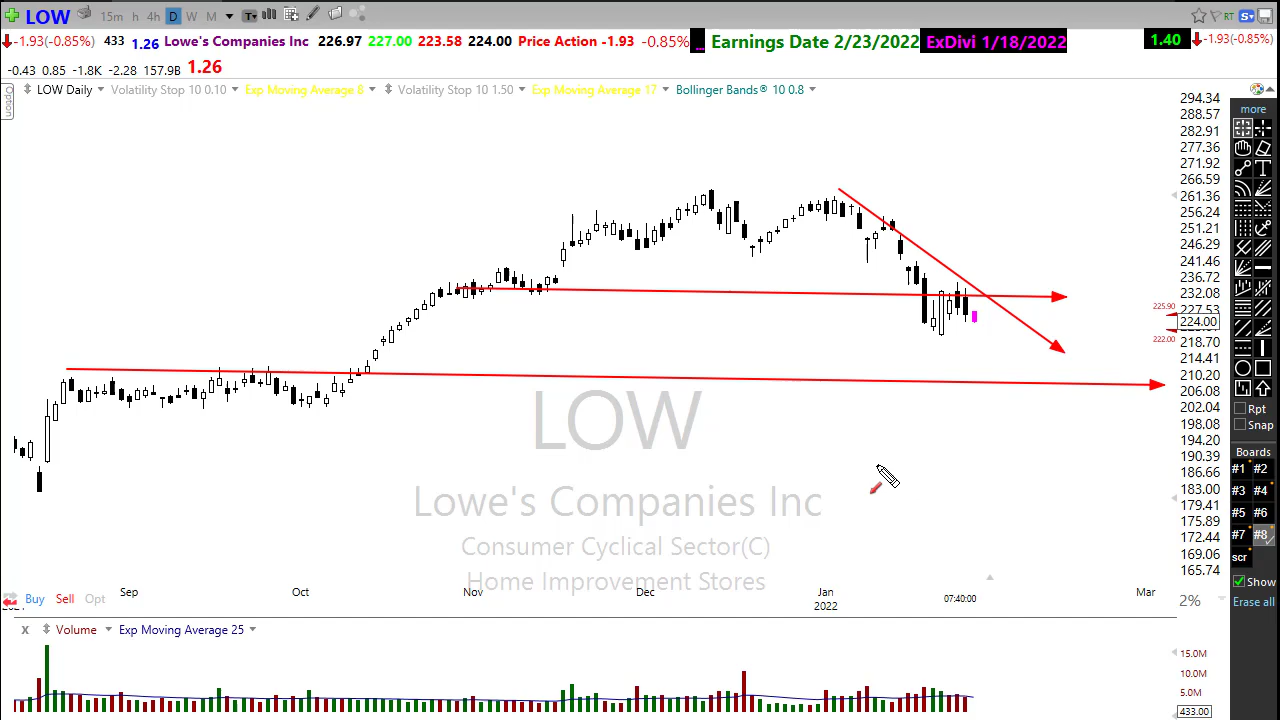 LOW 15m h 4h D W M T RT S
-1.93(-0.85%) 433 1.26 Lowe's Companies Inc 226.97 227.00 223.58 224.00 Price Action -1.93 -0.85% ... Earnings Date 2/23/2022 ExDivi 1/18/2022 1.40 -1.93(-0.85%)
-0.43 0.85 -1.8K -2.28 157.9B 1.26
Option
LOW Daily Volatility Stop 10 0.10 Exp Moving Average 8 Volatility Stop 10 1.50 Exp Moving Average 17 Bollinger Bands® 10 0.8
294.34
288.57
282.91
277.36
271.92
266.59
261.36
256.24
251.21
246.29
241.46
236.72
232.08
225.90
227.53
224.00
222.00
218.70
214.41
210.20
206.08
202.04
198.08
194.20
190.39
186.66
183.00
179.41
175.89
172.44
169.06
165.74
LOW
Lowe's Companies Inc
Consumer Cyclical Sector(C)
Home Improvement Stores
more
T
Rpt
Snap
Boards
#1 #2
#3 #4
#5 #6
#7 #8
scr
Show
Erase all
Sep Oct Nov Dec Jan Mar
2022
07:40:00
Buy Sell Opt
2%
X Volume Exp Moving Average 25
15.0M
10.0M
5.0M
433.00